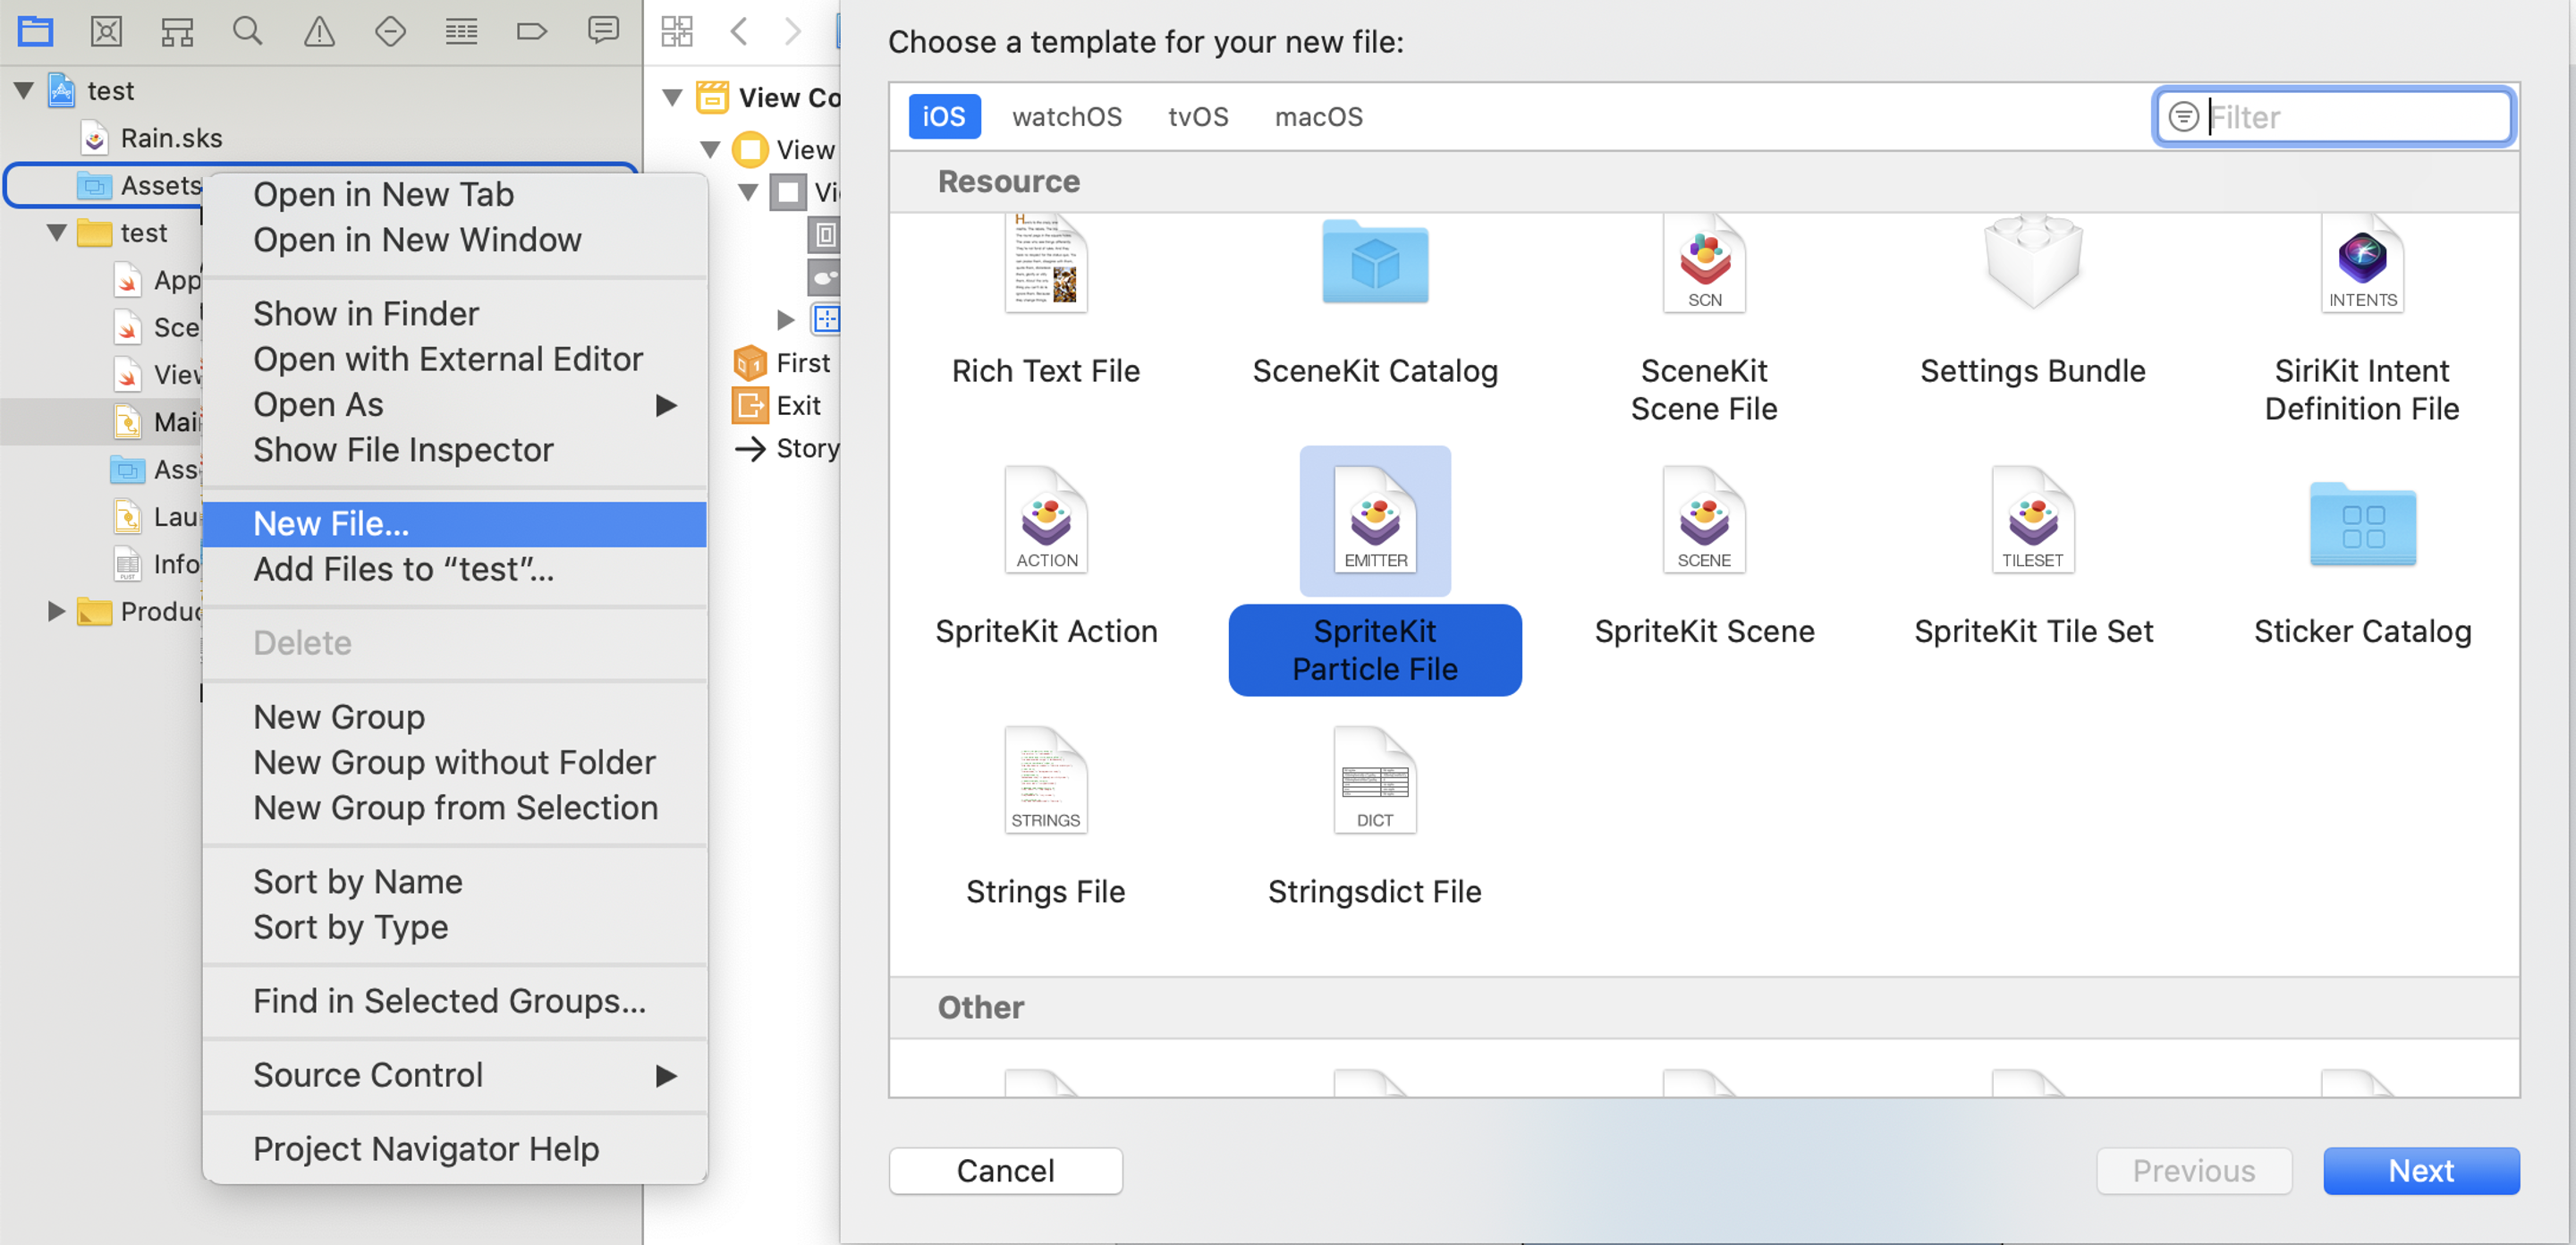 test
Rain.sks
Assets
test
App
Sce
View
Mai
Ass
Lau
Info
Produc
Open in New Tab
Open in New Window
Show in Finder
Open with External Editor
Open As
Show File Inspector
New File...
Add Files to “test”...
Delete
New Group
New Group without Folder
New Group from Selection
Sort by Name
Sort by Type
Find in Selected Groups...
Source Control
Project Navigator Help
View Co
View
Vi
First
Exit
Story
Choose a template for your new file:
iOS watchOS tvOS macOS
Filter
Resource
SCN
INTENTS
Rich Text File
SceneKit Catalog
SceneKit
Scene File
Settings Bundle
SiriKit Intent
Definition File
ACTION
EMITTER
SCENE
TILESET
SpriteKit Action
SpriteKit
Particle File
SpriteKit Scene
SpriteKit Tile Set
Sticker Catalog
STRINGS
DICT
Strings File
Stringsdict File
Other
Cancel
Previous
Next